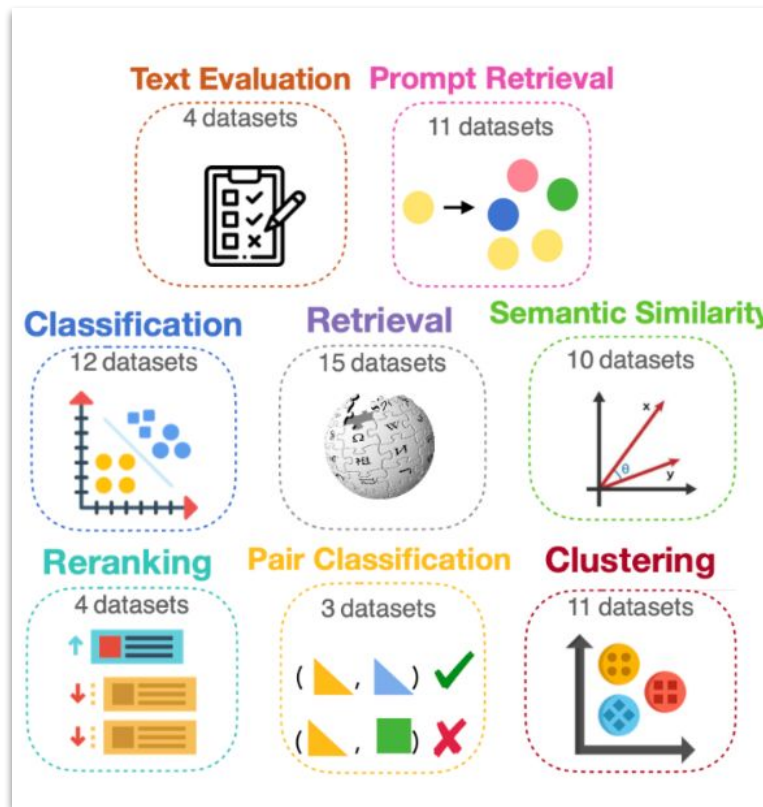 Text Evaluation
4 datasets
Prompt Retrieval
11 datasets
Classification
12 datasets
Retrieval
15 datasets
Ω
W
И
Semantic Similarity
10 datasets
x
θ
y
Reranking
4 datasets
Pair Classification
3 datasets
( , )
( , )
Clustering
11 datasets